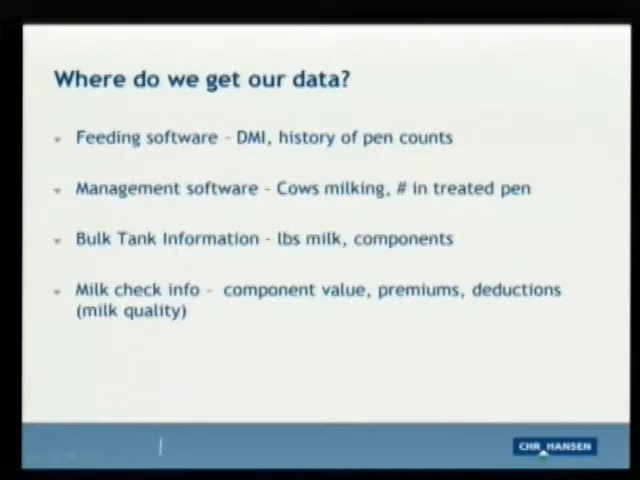 Where do we get our data?
Feeding software - DMI, history of pen counts
Management software - Cows milking, # in treated pen
Bulk Tank Information - lbs milk, components
Milk check info - component value, premiums, deductions
(milk quality)
CHR HANSEN